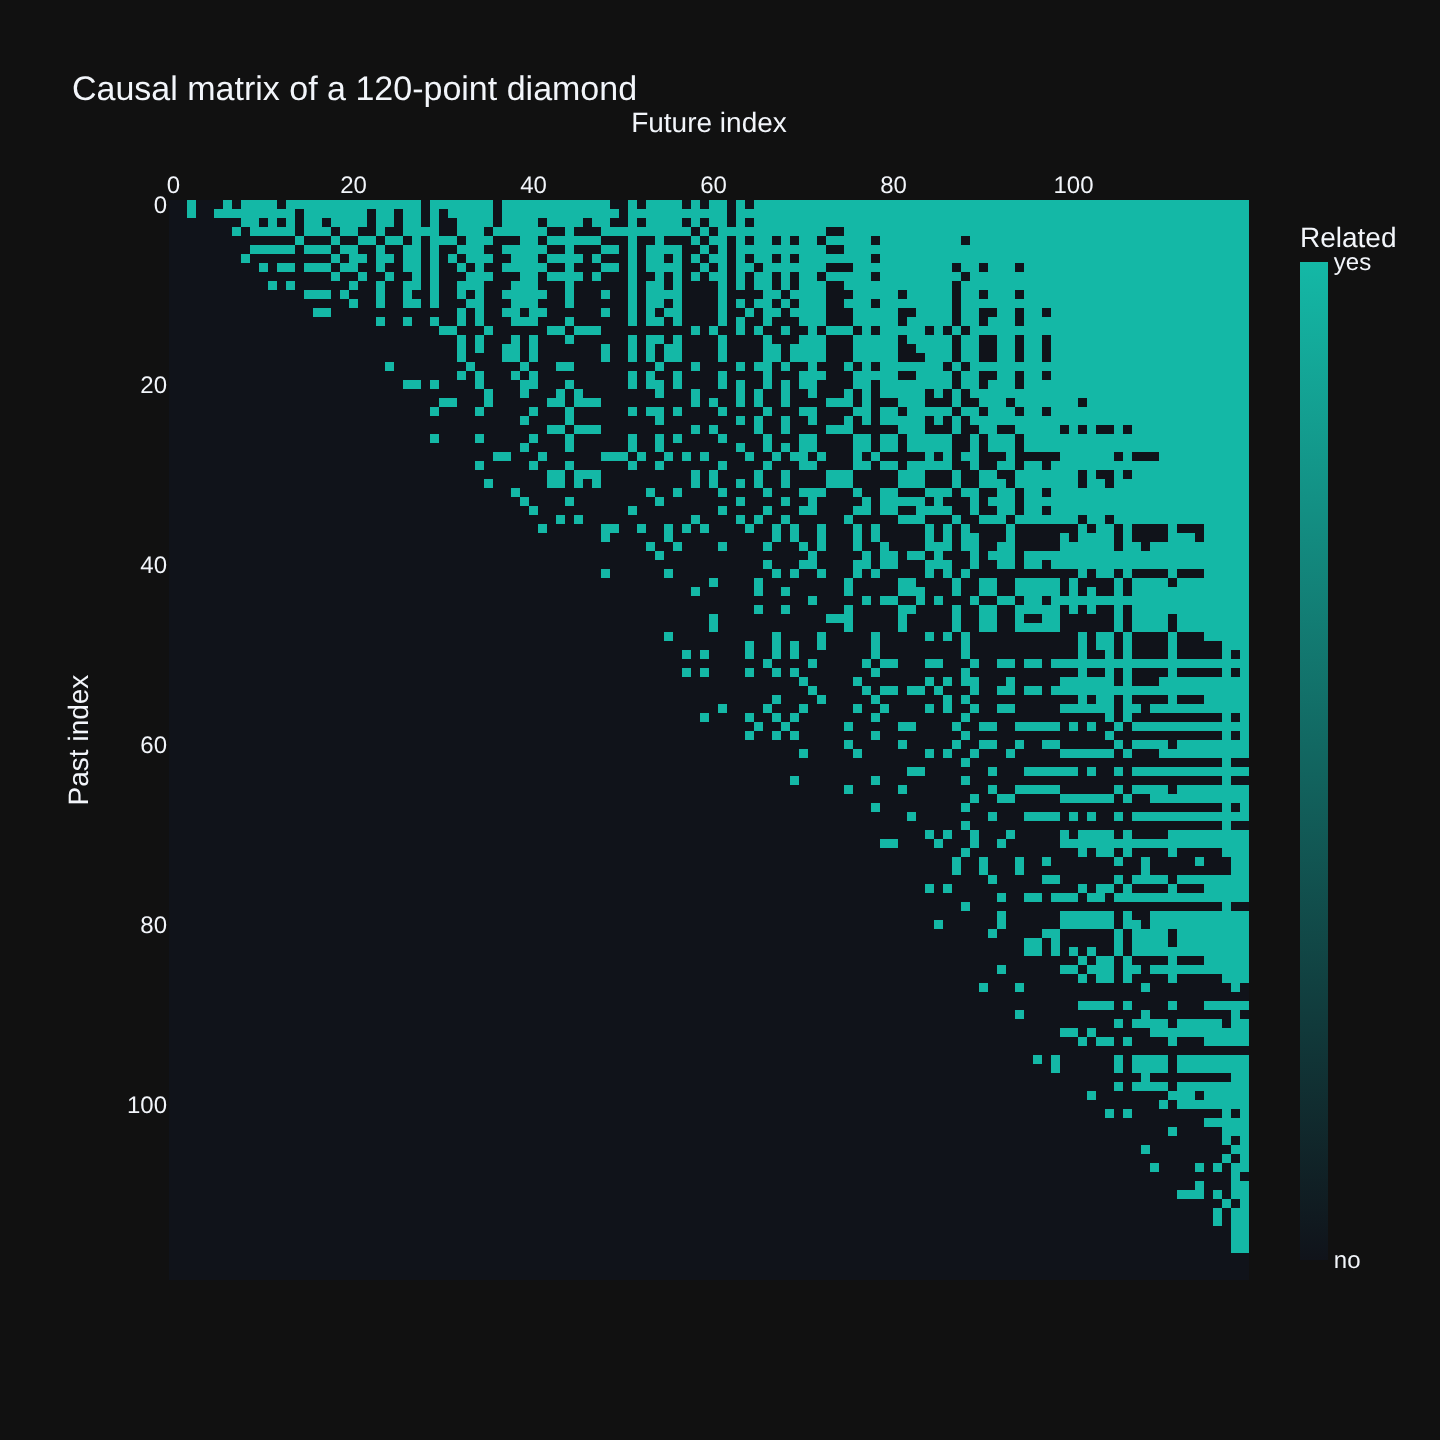 Causal matrix of a 120-point diamond
Future index
0 20 40 60 80 100
0
20
40
60
80
100
Past index
Related
yes
no